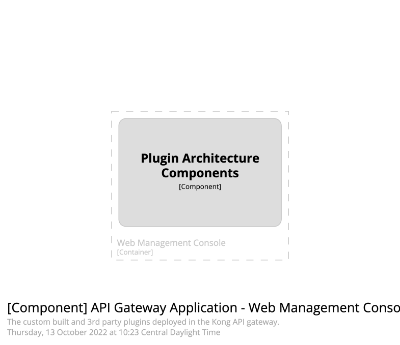 Plugin Architecture
Components
[Component]
Web Management Console
[Container]
[Component] API Gateway Application - Web Management Conso
The custom built and 3rd party plugins deployed in the Kong API gateway.
Thursday, 13 October 2022 at 10:23 Central Daylight Time